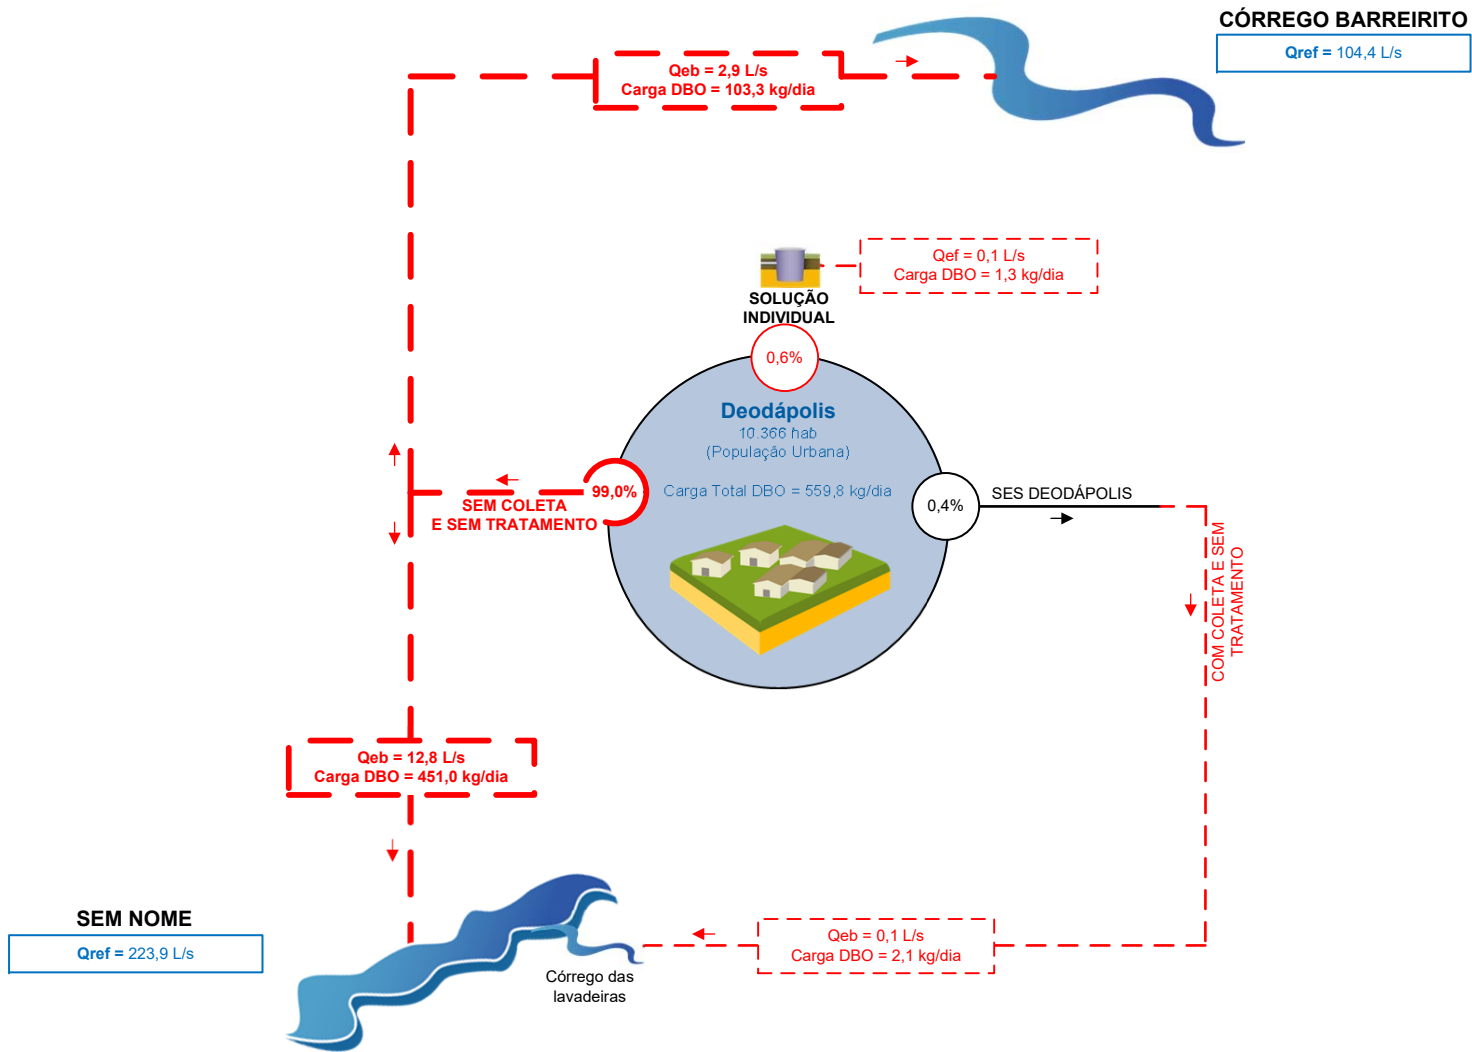 CÓRREGO BARREIRITO
Qref = 104,4 L/s
Qeb = 2,9 L/s
Carga DBO = 103,3 kg/dia
Qef = 0,1 L/s
Carga DBO = 1,3 kg/dia
SOLUÇÃO
INDIVIDUAL
0,6%
Deodápolis
10.366 hab
(População Urbana)
Carga Total DBO = 559,8 kg/dia
99,0%
SEM COLETA
E SEM TRATAMENTO
0,4%
SES DEODÁPOLIS
COM COLETA E SEM
TRATAMENTO
Qeb = 12,8 L/s
Carga DBO = 451,0 kg/dia
SEM NOME
Qref = 223,9 L/s
Córrego das
lavadeiras
Qeb = 0,1 L/s
Carga DBO = 2,1 kg/dia